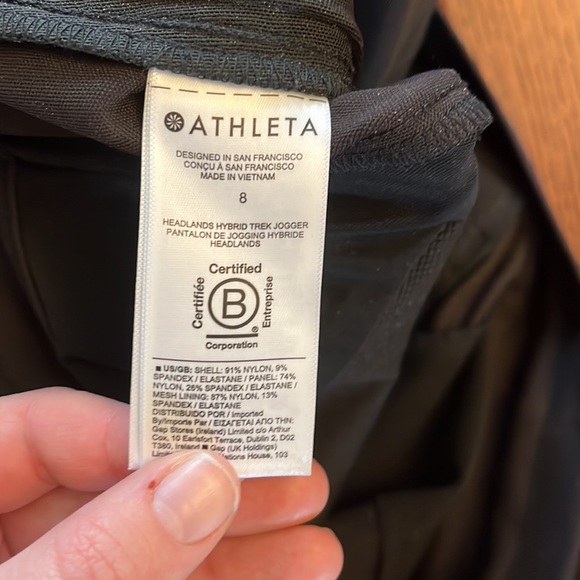 ATHLETA
DESIGNED IN SAN FRANCISCO
CONÇU À SAN FRANCISCO
MADE IN VIETNAM
8
HEADLANDS HYBRID TREK JOGGER
PANTALON DE JOGGING HYBRIDE
HEADLANDS
Certified
Certifiée
B
Entreprise
®
Corporation
■ US/GB: SHELL: 91% NYLON, 9%
SPANDEX / ELASTANE / PANEL: 74%
NYLON, 26% SPANDEX / ELASTANE /
MESH LINING: 87% NYLON, 13%
SPANDEX / ELASTANE
DISTRIBUIDO POR / Imported
By/Importe Par / ΕΙΣΑΓΕΤΑΙ ΑΠΟ ΤΗΝ:
Gap Stores (Ireland) Limited c/o Arthur
Cox, 10 Earlsfort Terrace, Dublin 2, D02
T380, Ireland ■ Gap (UK Holdings)
House, 103